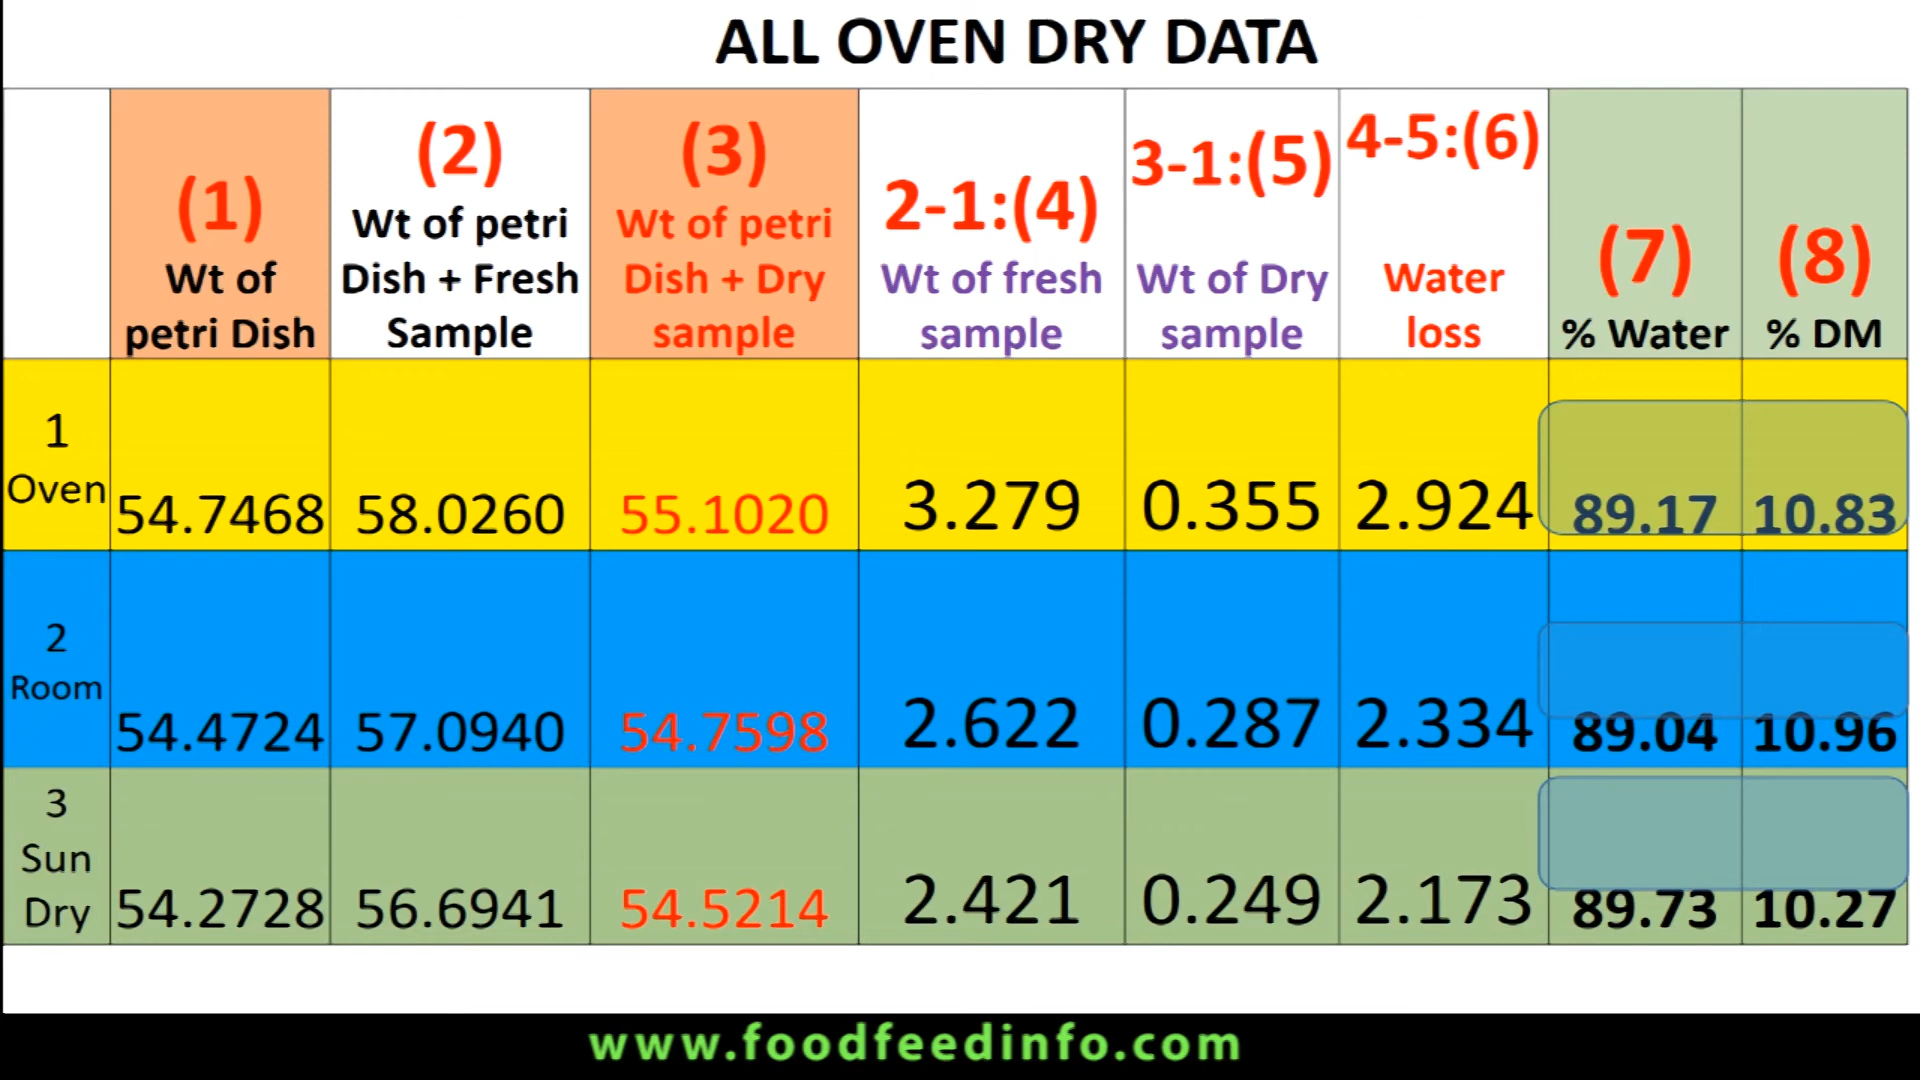 ALL OVEN DRY DATA
(1)
Wt of
petri Dish
(2)
Wt of petri
Dish + Fresh
Sample
(3)
Wt of petri
Dish + Dry
sample
2-1:(4)
Wt of fresh
sample
3-1:(5)
Wt of Dry
sample
4-5:(6)
Water
loss
(7)
% Water
(8)
% DM
1
Oven
54.7468 58.0260 55.1020 3.279 0.355 2.924 89.17 10.83
2
Room
54.4724 57.0940 54.7598 2.622 0.287 2.334 89.04 10.96
3
Sun
Dry
54.2728 56.6941 54.5214 2.421 0.249 2.173 89.73 10.27
www.foodfeedinfo.com